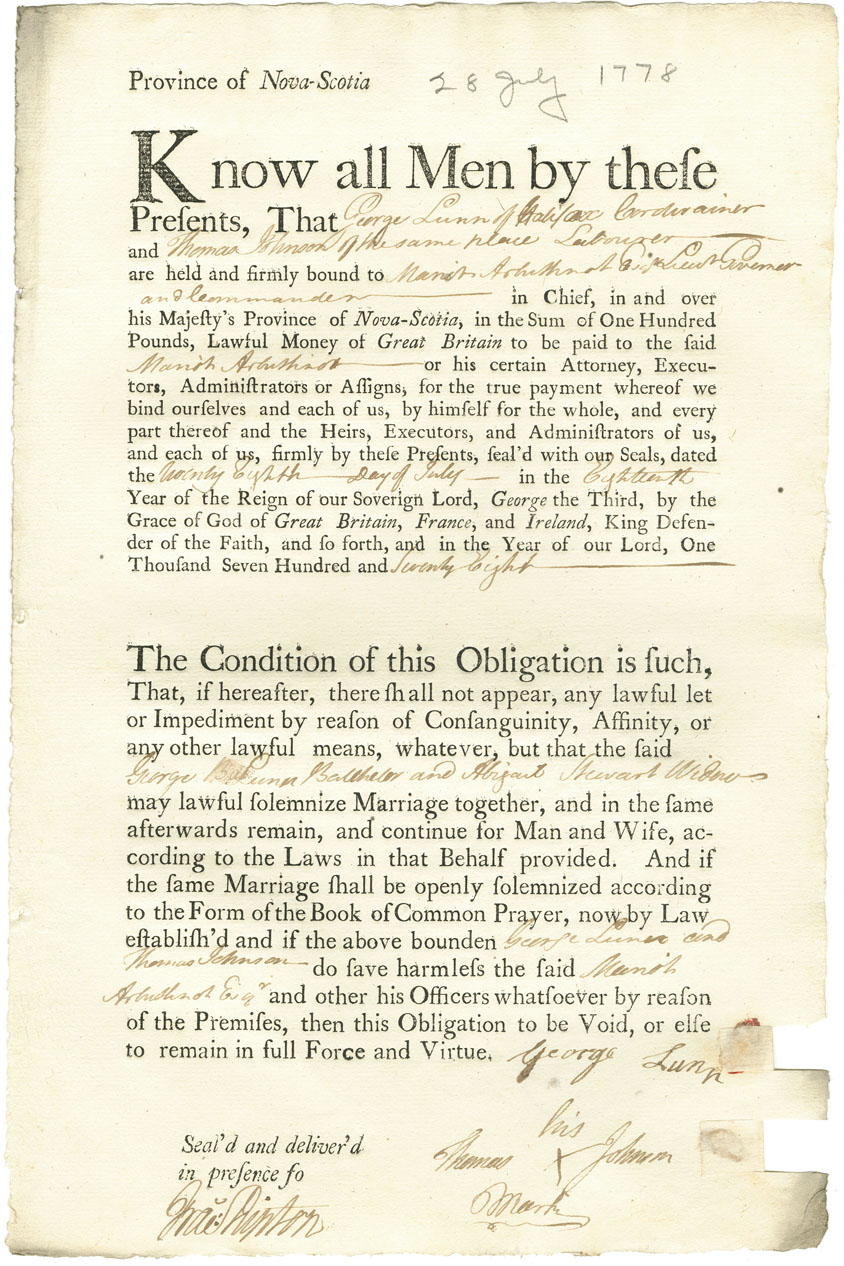 Province of Nova-Scotia 28 July 1778
Know all Men by theſe
Preſents, That George Lunn of Halifax Cordwainer
and Thomas Johnson of the same place Labourer
are held and firmly bound to Mariot Arbuthnot Esqr Lieut Governor
and Commander in Chief, in and over
his Majeſty's Province of Nova-Scotia, in the Sum of One Hundred
Pounds, Lawful Money of Great Britain to be paid to the ſaid
Mariot Arbuthnot or his certain Attorney, Execu-
tors, Adminiſtrators or Aſſigns, for the true payment whereof we
bind ourſelves and each of us, by himſelf for the whole, and every
part thereof and the Heirs, Executors, and Adminiſtrators of us,
and each of us, firmly by theſe Preſents, ſeal'd with our Seals, dated
the Twenty Eighth Day of July in the Eighteenth
Year of the Reign of our Soverign Lord, George the Third, by the
Grace of God of Great Britain, France, and Ireland, King Defen-
der of the Faith, and ſo forth, and in the Year of our Lord, One
Thouſand Seven Hundred and Seventy Eight
The Condition of this Obligation is ſuch,
That, if hereafter, there ſhall not appear, any lawful let
or Impediment by reaſon of Conſanguinity, Affinity, or
any other lawful means, whatever, but that the ſaid
George Lunn Batcheler and Abigail Stewart Widow
may lawful ſolemnize Marriage together, and in the ſame
afterwards remain, and continue for Man and Wife, ac-
cording to the Laws in that Behalf provided. And if
the ſame Marriage ſhall be openly ſolemnized according
to the Form of the Book of Common Prayer, now by Law
eſtabliſh'd and if the above bounden George Lunn and
Thomas Johnson do ſave harmleſs the ſaid Mariot
Arbuthnot Esqr and other his Officers whatſoever by reaſon
of the Premiſes, then this Obligation to be Void, or elſe
to remain in full Force and Virtue. George Lunn
Seal'd and deliver'd his
in preſence fo Thomas X Johnson
Mark